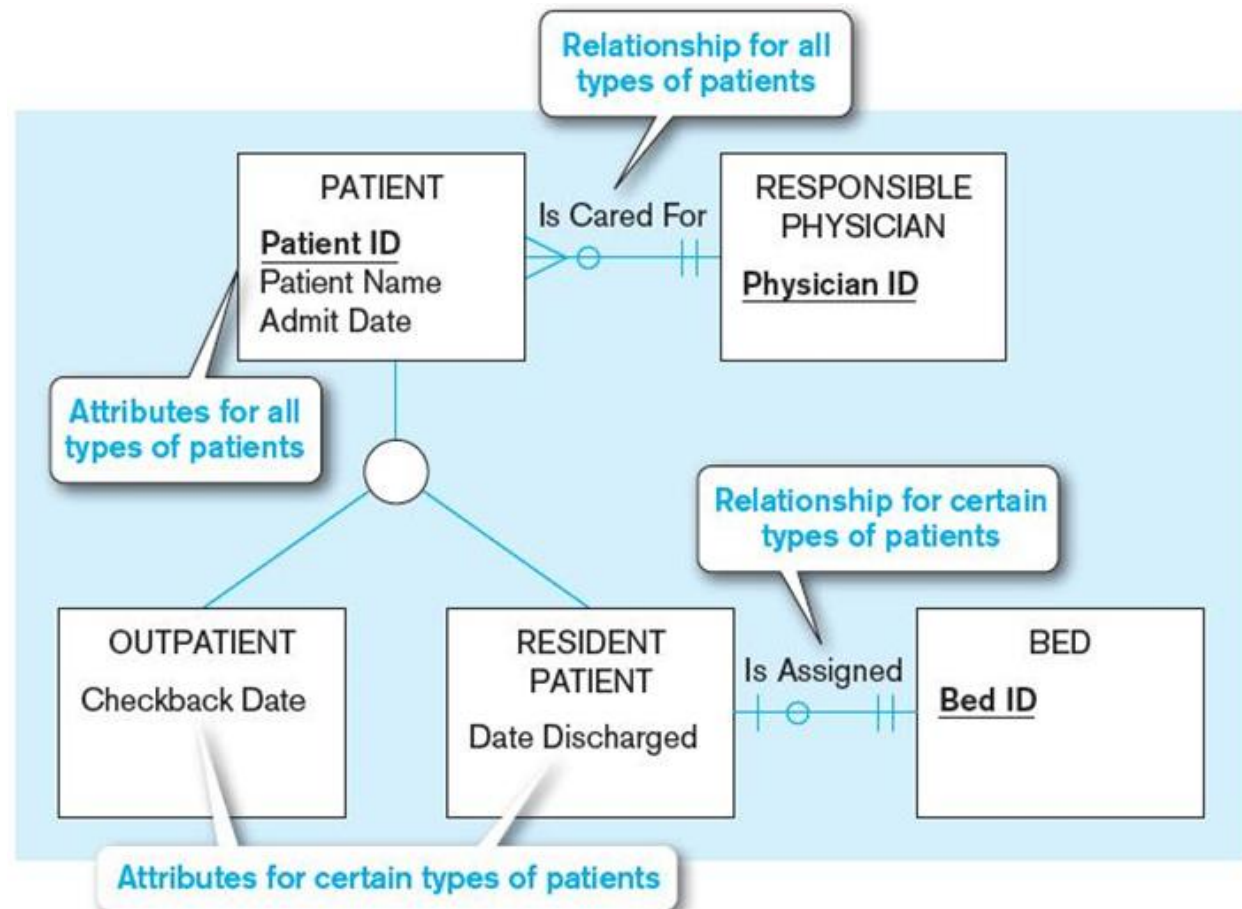 Relationship for all
types of patients
PATIENT
Patient ID
Patient Name
Admit Date
Is Cared For
RESPONSIBLE
PHYSICIAN
Physician ID
Attributes for all
types of patients
Relationship for certain
types of patients
OUTPATIENT
Checkback Date
RESIDENT
PATIENT
Date Discharged
Is Assigned
BED
Bed ID
Attributes for certain types of patients